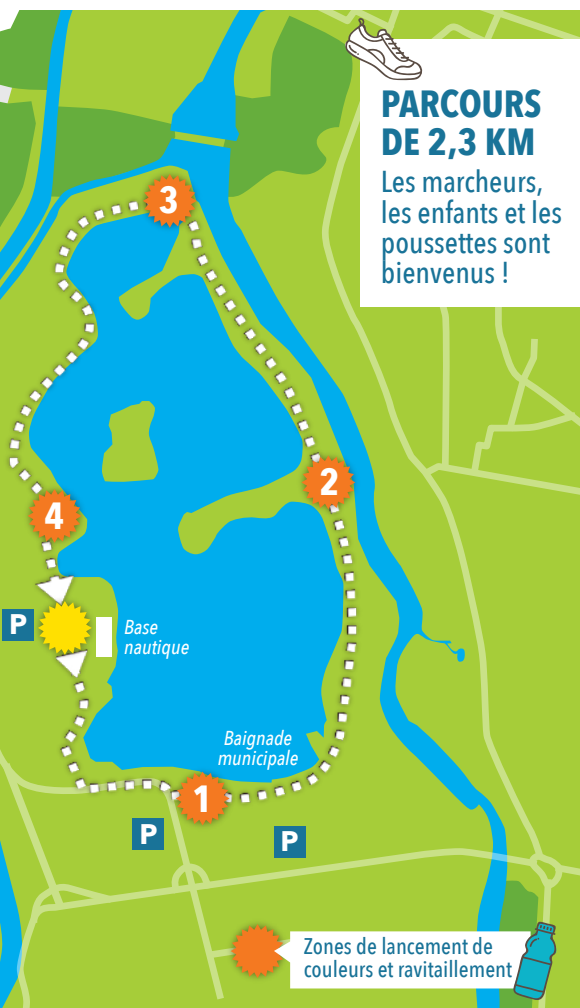 PARCOURS
DE 2,3 KM
Les marcheurs,
les enfants et les
poussettes sont
bienvenus !
3
2
4
P
Base
nautique
Baignade
municipale
1
P
P
Zones de lancement de
couleurs et ravitaillement